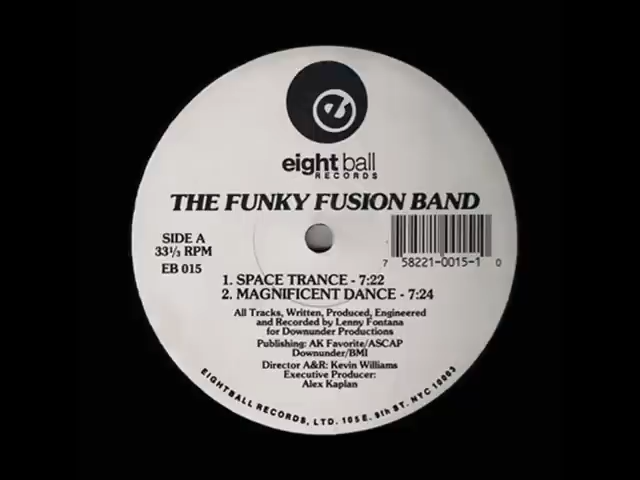 e
eight ball
RECORDS
THE FUNKY FUSION BAND
SIDE A
33⅓ RPM
EB 015
7 58221-0015-1 0
1. SPACE TRANCE - 7:22
2. MAGNIFICENT DANCE - 7:24
All Tracks, Written, Produced, Engineered
and Recorded by Lenny Fontana
for Downunder Productions
Publishing: AK Favorite/ASCAP
Downunder/BMI
Director A&R: Kevin Williams
Executive Producer:
Alex Kaplan
EIGHTBALL RECORDS, LTD. 105 E. 9th ST. NYC 10003